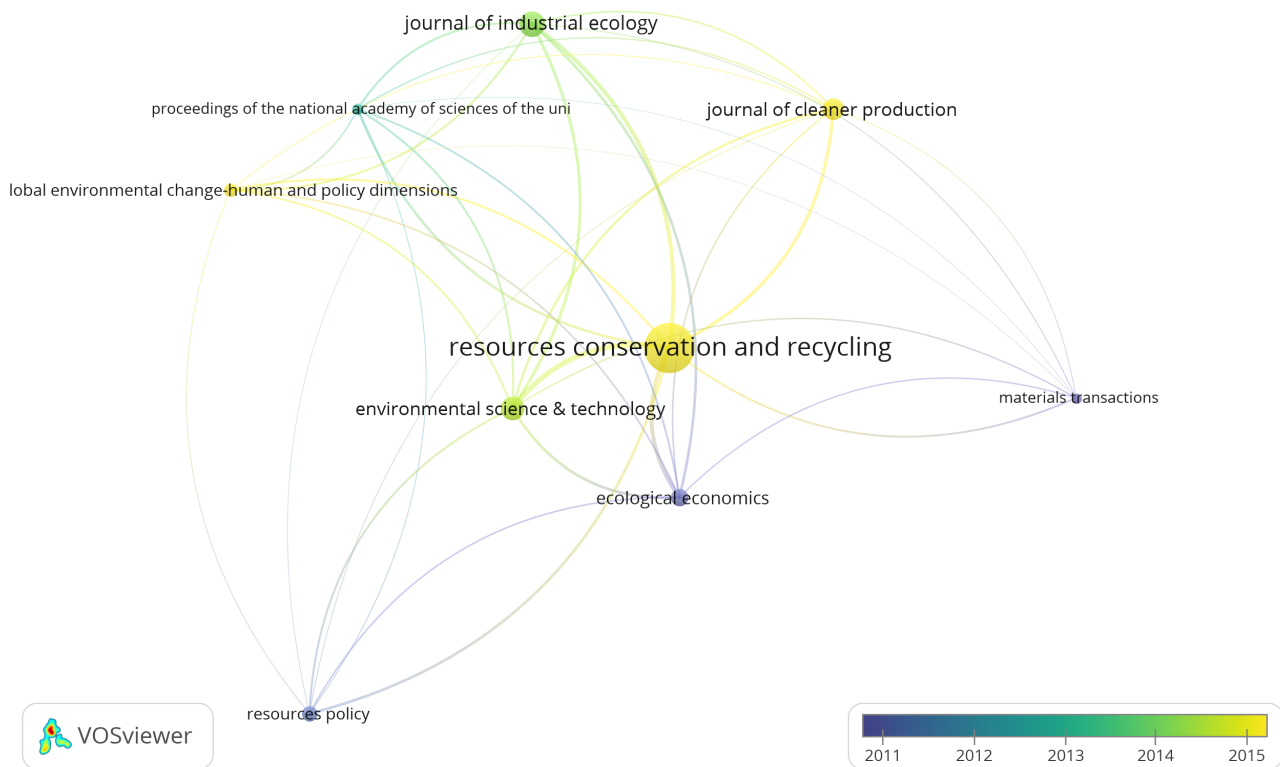 journal of industrial ecology
proceedings of the national academy of sciences of the uni
journal of cleaner production
lobal environmental change-human and policy dimensions
resources conservation and recycling
environmental science & technology
materials transactions
ecological economics
resources policy
VOSviewer
2011 2012 2013 2014 2015